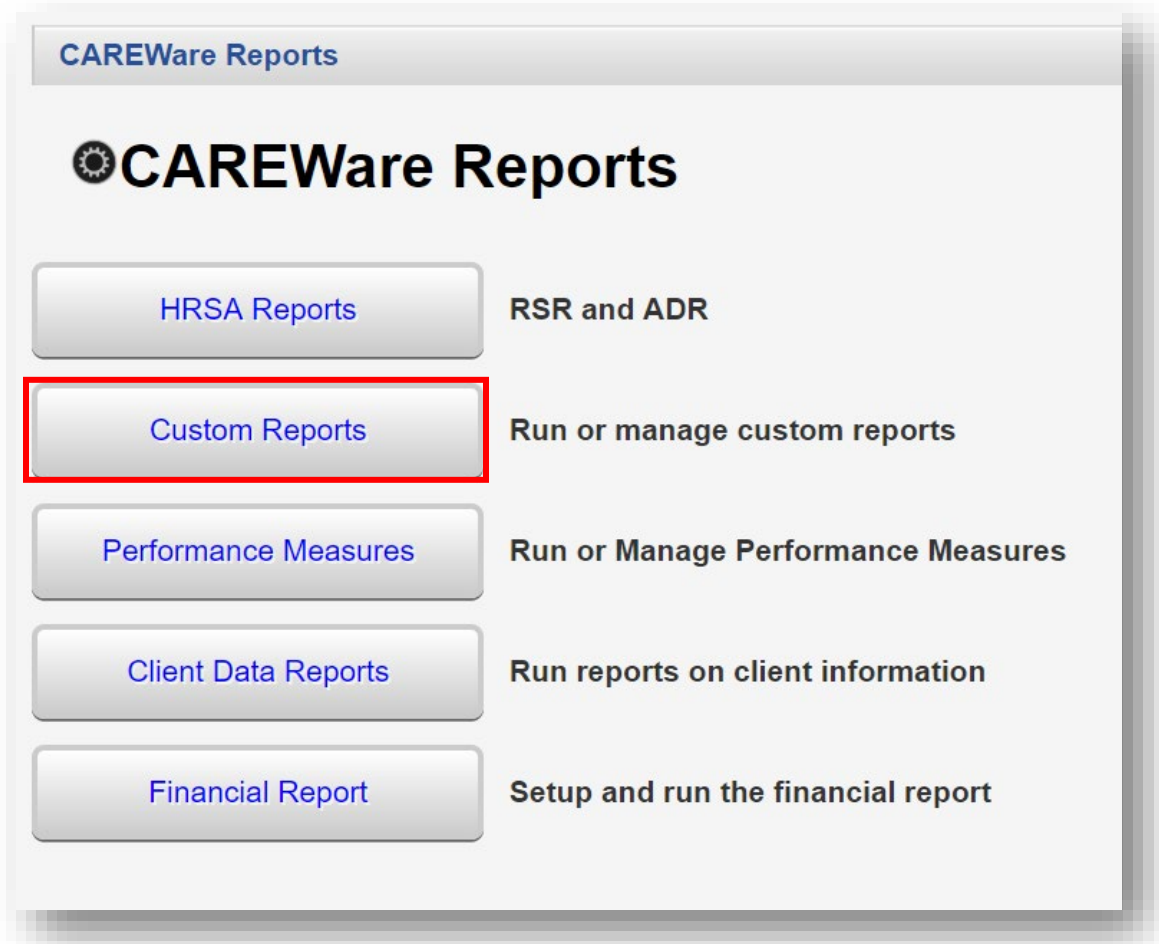 CAREWare Reports
CAREWare Reports
HRSA Reports RSR and ADR
Custom Reports Run or manage custom reports
Performance Measures Run or Manage Performance Measures
Client Data Reports Run reports on client information
Financial Report Setup and run the financial report